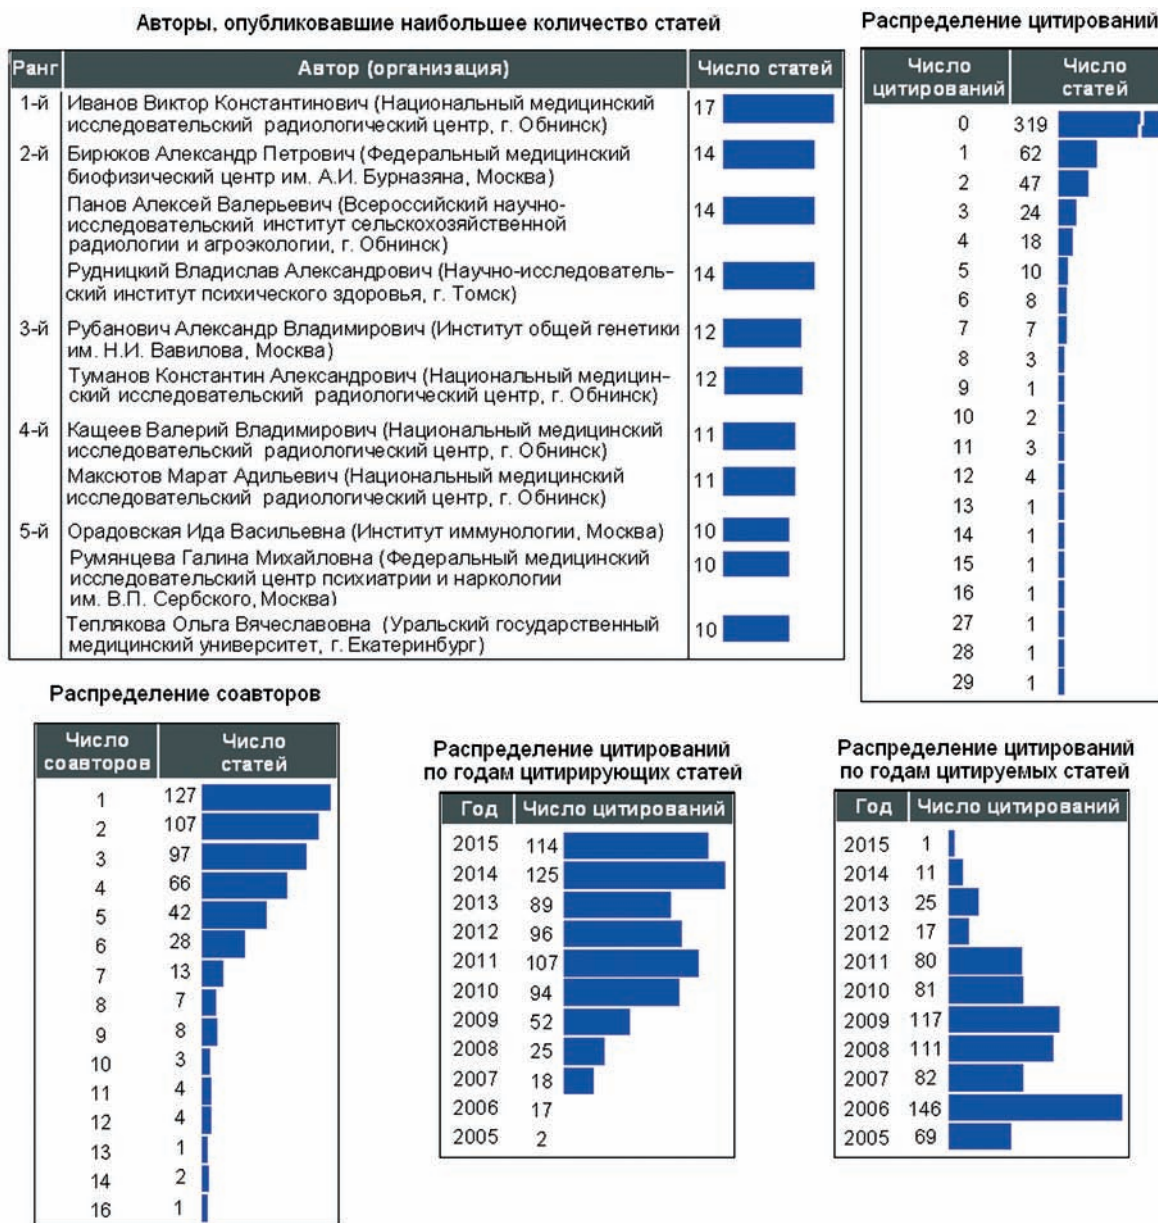 Авторы, опубликовавшие наибольшее количество статей
Ранг Автор (организация) Число статей
1-й Иванов Виктор Константинович (Национальный медицинский 17
исследовательский радиологический центр, г. Обнинск)
2-й Бирюков Александр Петрович (Федеральный медицинский 14
биофизический центр им. А.И. Бурназяна, Москва)
Панов Алексей Валерьевич (Всероссийский научно- 14
исследовательский институт сельскохозяйственной
радиологии и агроэкологии, г. Обнинск)
Рудницкий Владислав Александрович (Научно-исследователь- 14
ский институт психического здоровья, г. Томск)
3-й Рубанович Александр Владимирович (Институт общей генетики 12
им. Н.И. Вавилова, Москва)
Туманов Константин Александрович (Национальный медицин- 12
ский исследовательский радиологический центр, г. Обнинск)
4-й Кащеев Валерий Владимирович (Национальный медицинский 11
исследовательский радиологический центр, г. Обнинск)
Максютов Марат Адильевич (Национальный медицинский 11
исследовательский радиологический центр, г. Обнинск)
5-й Орадовская Ида Васильевна (Институт иммунологии, Москва) 10
Румянцева Галина Михайловна (Федеральный медицинский 10
исследовательский центр психиатрии и наркологии
им. В.П. Сербского, Москва)
Теплякова Ольга Вячеславовна (Уральский государственный 10
медицинский университет, г. Екатеринбург)
Распределение цитирований
Число Число
цитирований статей
0 319
1 62
2 47
3 24
4 18
5 10
6 8
7 7
8 3
9 1
10 2
11 3
12 4
13 1
14 1
15 1
16 1
27 1
28 1
29 1
Распределение соавторов
Число Число
соавторов статей
1 127
2 107
3 97
4 66
5 42
6 28
7 13
8 7
9 8
10 3
11 4
12 4
13 1
14 2
16 1
Распределение цитирований
по годам цитирирующих статей
Год Число цитирований
2015 114
2014 125
2013 89
2012 96
2011 107
2010 94
2009 52
2008 25
2007 18
2006 17
2005 2
Распределение цитирований
по годам цитируемых статей
Год Число цитирований
2015 1
2014 11
2013 25
2012 17
2011 80
2010 81
2009 117
2008 111
2007 82
2006 146
2005 69